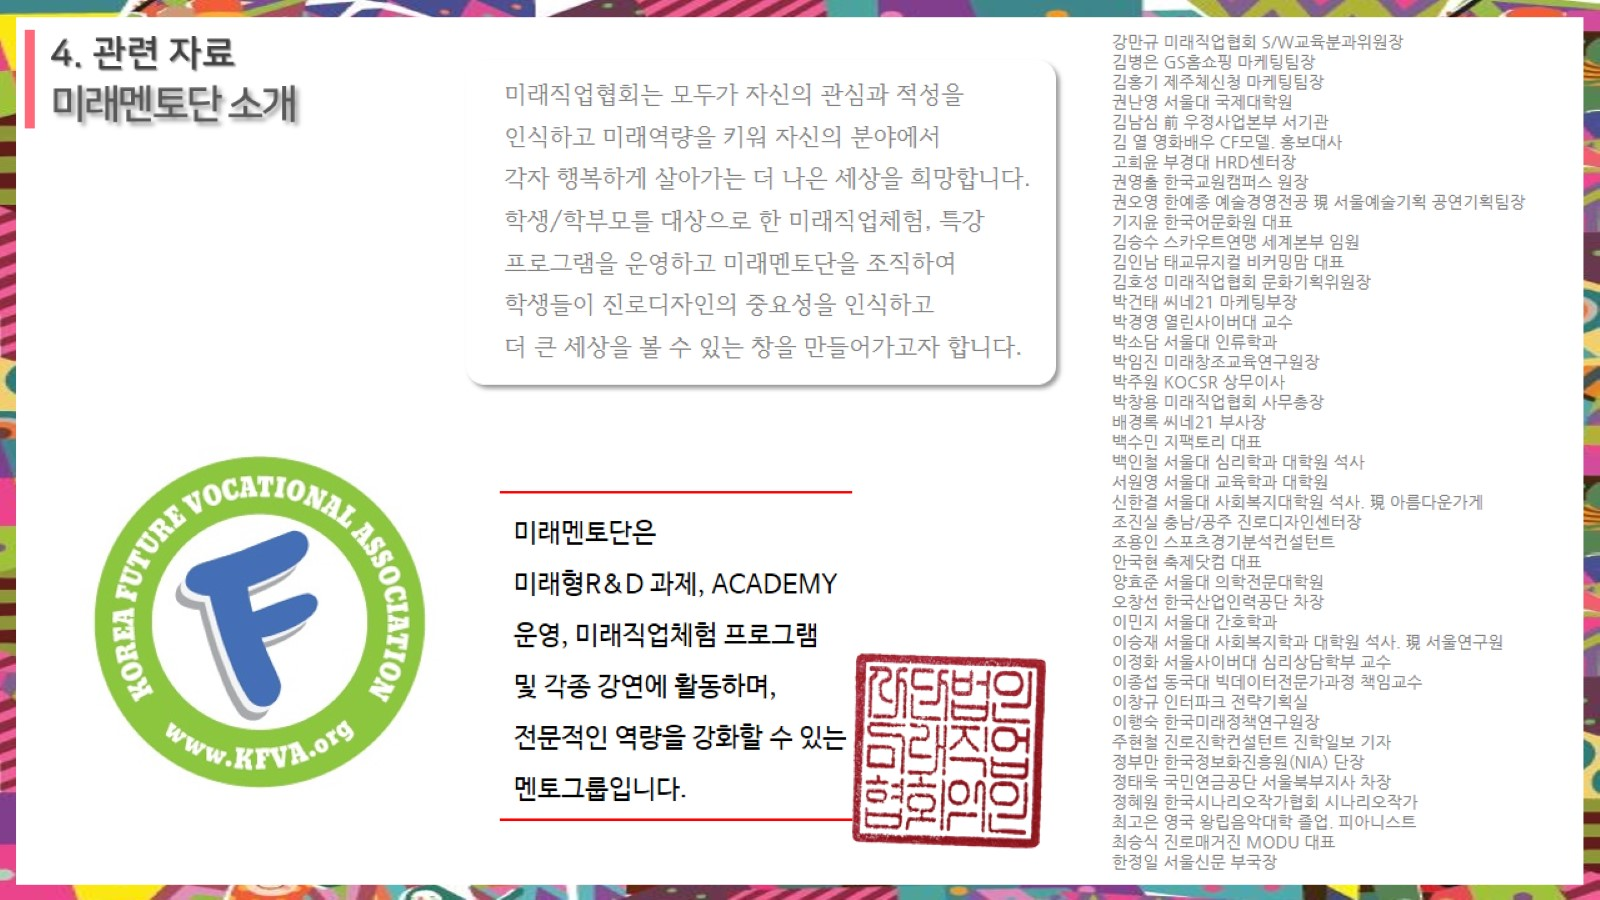 4. 관련 자료
미래멘토단 소개
미래직업협회는 모두가 자신의 관심과 적성을
인식하고 미래역량을 키워 자신의 분야에서
각자 행복하게 살아가는 더 나은 세상을 희망합니다.
학생/학부모를 대상으로 한 미래직업체험, 특강
프로그램을 운영하고 미래멘토단을 조직하여
학생들이 진로디자인의 중요성을 인식하고
더 큰 세상을 볼 수 있는 창을 만들어가고자 합니다.
KOREA FUTURE VOCATIONAL ASSOCIATION
F
www.KFVA.org
미래멘토단은
미래형R&D 과제, ACADEMY
운영, 미래직업체험 프로그램
및 각종 강연에 활동하며,
전문적인 역량을 강화할 수 있는
멘토그룹입니다.
사단법인
미래직업
협회의인
강만규 미래직업협회 S/W교육분과위원장
김병은 GS홈쇼핑 마케팅팀장
김홍기 제주체신청 마케팅팀장
권난영 서울대 국제대학원
김남심 前 우정사업본부 서기관
김 열 영화배우 CF모델. 홍보대사
고희윤 부경대 HRD센터장
권영출 한국교원캠퍼스 원장
권오영 한예종 예술경영전공 現 서울예술기획 공연기획팀장
기지윤 한국어문화원 대표
김승수 스카우트연맹 세계본부 임원
김인남 태교뮤지컬 비커밍맘 대표
김호성 미래직업협회 문화기획위원장
박건태 씨네21 마케팅부장
박경영 열린사이버대 교수
박소담 서울대 인류학과
박임진 미래창조교육연구원장
박주원 KOCSR 상무이사
박창용 미래직업협회 사무총장
배경록 씨네21 부사장
백수민 지팩토리 대표
백인철 서울대 심리학과 대학원 석사
서원영 서울대 교육학과 대학원
신한결 서울대 사회복지대학원 석사. 現 아름다운가게
조진실 충남/공주 진로디자인센터장
조용인 스포츠경기분석컨설턴트
안국현 축제닷컴 대표
양효준 서울대 의학전문대학원
오창선 한국산업인력공단 차장
이민지 서울대 간호학과
이승재 서울대 사회복지학과 대학원 석사. 現 서울연구원
이정화 서울사이버대 심리상담학부 교수
이종섭 동국대 빅데이터전문가과정 책임교수
이창규 인터파크 전략기획실
이행숙 한국미래정책연구원장
주현철 진로진학컨설턴트 진학일보 기자
정부만 한국정보화진흥원(NIA) 단장
정태욱 국민연금공단 서울북부지사 차장
정혜원 한국시나리오작가협회 시나리오작가
최고은 영국 왕립음악대학 졸업. 피아니스트
최승식 진로매거진 MODU 대표
한정일 서울신문 부국장